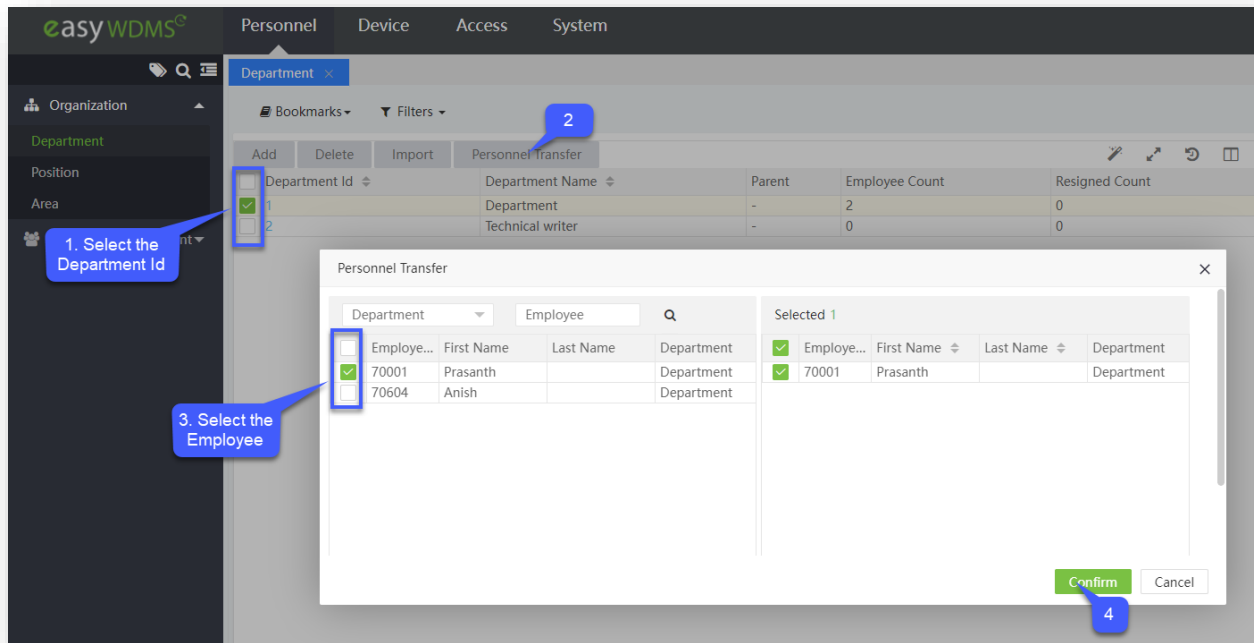 easy WDMS
Personnel Device Access System
Department ×
Organization
Bookmarks Filters
2
Department
Add Delete Import Personnel Transfer
Position
Department Id Department Name Parent Employee Count Resigned Count
Area
1 Department - 2 0
2 Technical writer - 0 0
nt
1. Select the
Department Id
Personnel Transfer
Department Employee
Selected 1
Employe... First Name Last Name Department
Employe... First Name Last Name Department
70001 Prasanth Department
70001 Prasanth Department
70604 Anish Department
3. Select the
Employee
Confirm Cancel
4